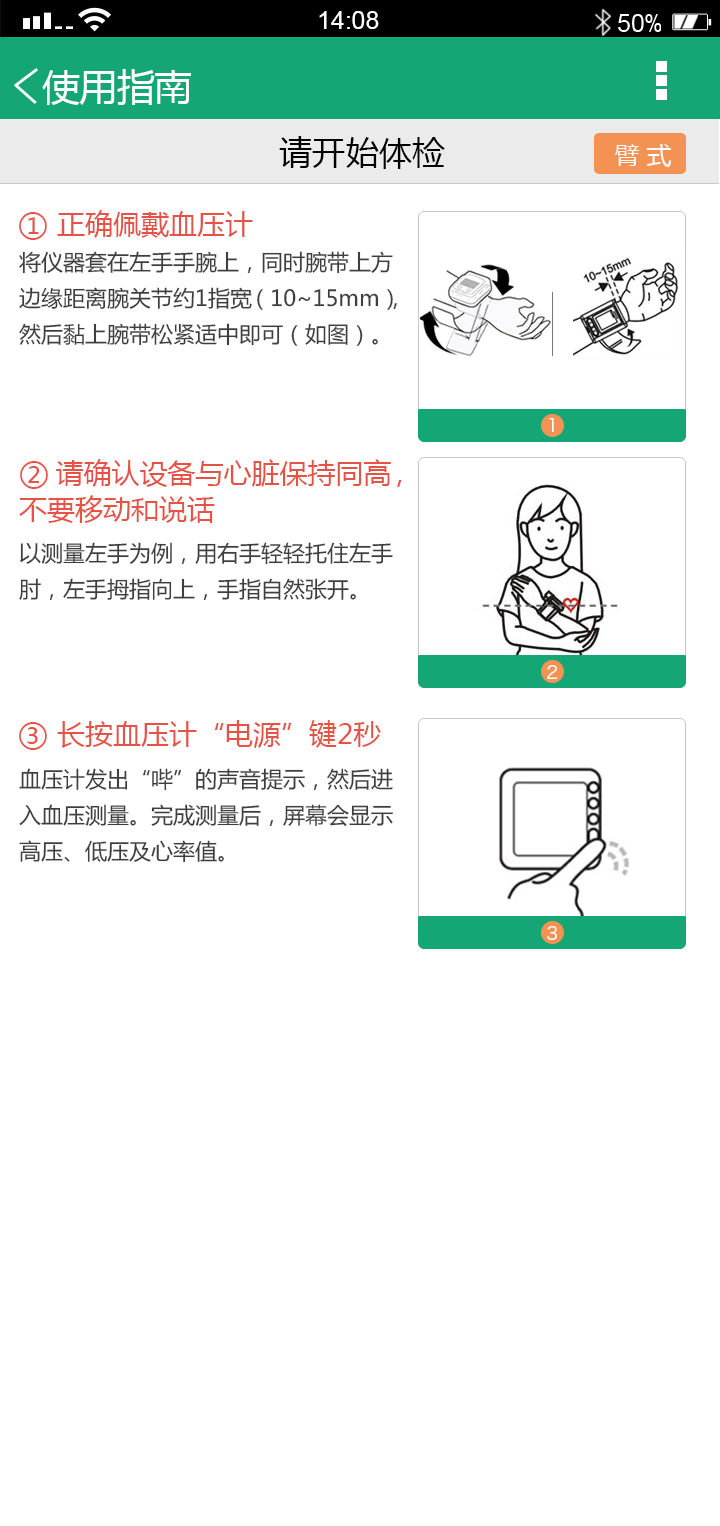 14:08
50%
使用指南
请开始体检
臂式
① 正确佩戴血压计
将仪器套在左手手腕上，同时腕带上方
边缘距离腕关节约1指宽（10~15mm），
然后黏上腕带松紧适中即可（如图）。
10~15mm
1
② 请确认设备与心脏保持同高，
不要移动和说话
以测量左手为例，用右手轻轻托住左手
肘，左手拇指向上，手指自然张开。
2
③ 长按血压计“电源”键2秒
血压计发出“哔”的声音提示，然后进
入血压测量。完成测量后，屏幕会显示
高压、低压及心率值。
3